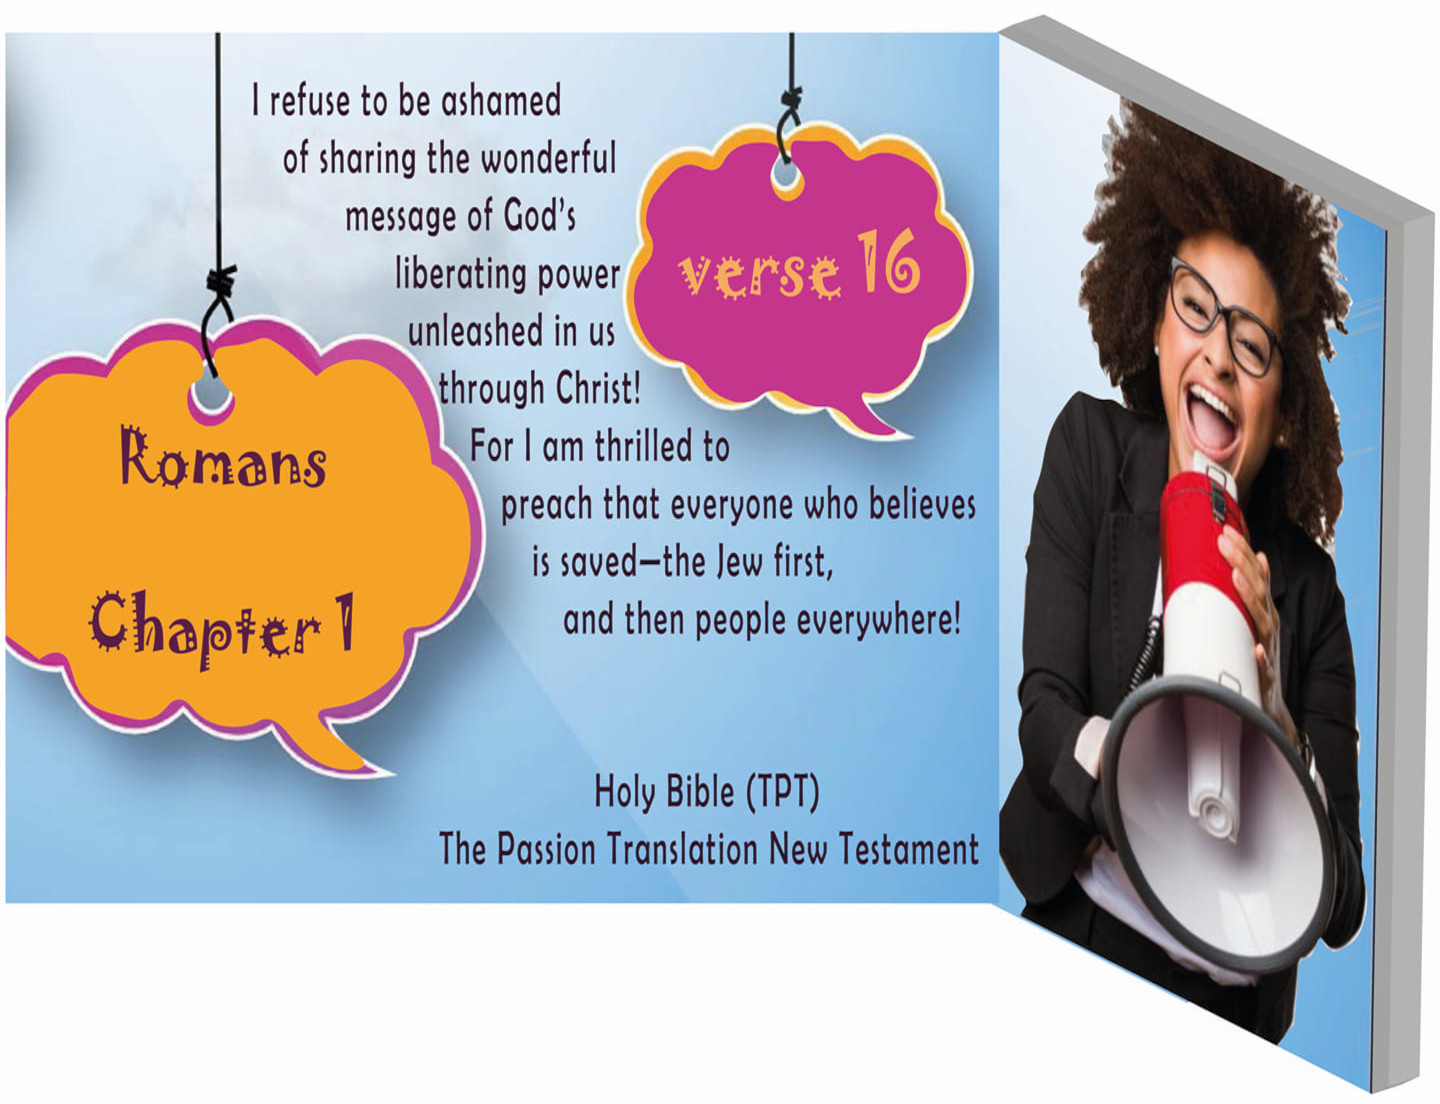 I refuse to be ashamed
of sharing the wonderful
message of God's
liberating power
unleashed in us
through Christ!
For I am thrilled to
preach that everyone who believes
is saved—the Jew first,
and then people everywhere!
verse 16
Romans
Chapter 1
Holy Bible (TPT)
The Passion Translation New Testament